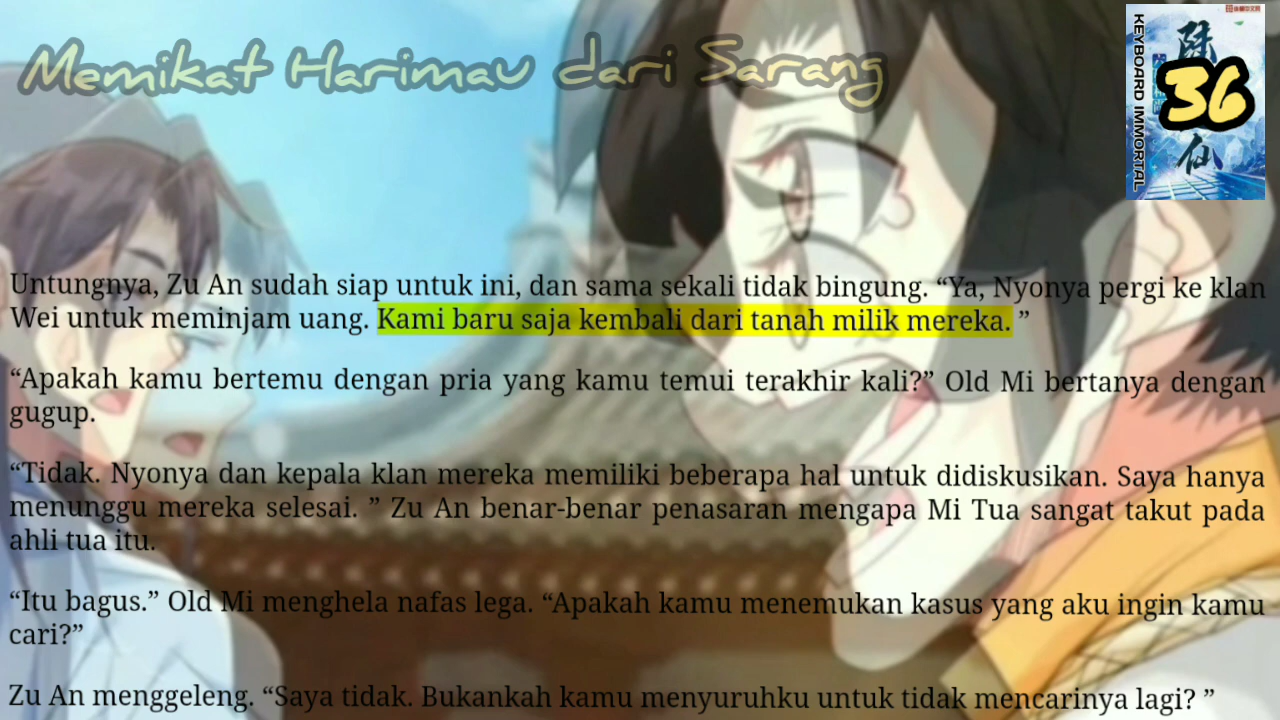 Memikat Harimau dari Sarang
KEYBOARD IMMORTAL
陆
36
仙
Untungnya, Zu An sudah siap untuk ini, dan sama sekali tidak bingung. “Ya, Nyonya pergi ke klan
Wei untuk meminjam uang. Kami baru saja kembali dari tanah milik mereka. ”
“Apakah kamu bertemu dengan pria yang kamu temui terakhir kali?” Old Mi bertanya dengan
gugup.
“Tidak. Nyonya dan kepala klan mereka memiliki beberapa hal untuk didiskusikan. Saya hanya
menunggu mereka selesai. ” Zu An benar-benar penasaran mengapa Mi Tua sangat takut pada
ahli tua itu.
“Itu bagus.” Old Mi menghela nafas lega. “Apakah kamu menemukan kasus yang aku ingin kamu
cari?”
Zu An menggeleng. “Saya tidak. Bukankah kamu menyuruhku untuk tidak mencarinya lagi? ”